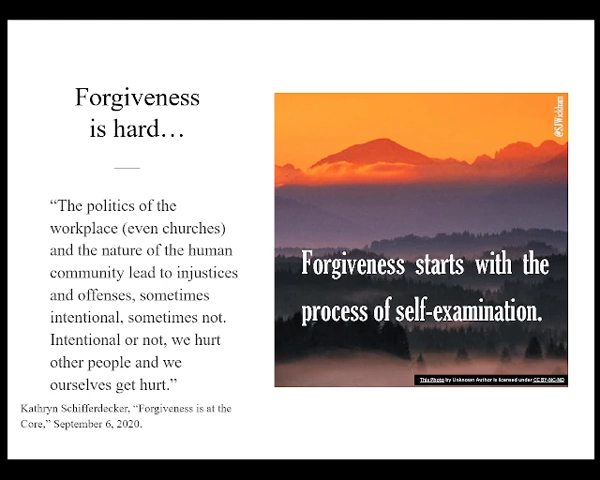 Forgiveness
is hard…
“The politics of the
workplace (even churches)
and the nature of the human
community lead to injustices
and offenses, sometimes
intentional, sometimes not.
Intentional or not, we hurt
other people and we
ourselves get hurt.”
Kathryn Schifferdecker, “Forgiveness is at the
Core,” September 6, 2020.
@SJWickham
Forgiveness starts with the
process of self-examination.
This Photo by Unknown Author is licensed under CC BY-NC-ND